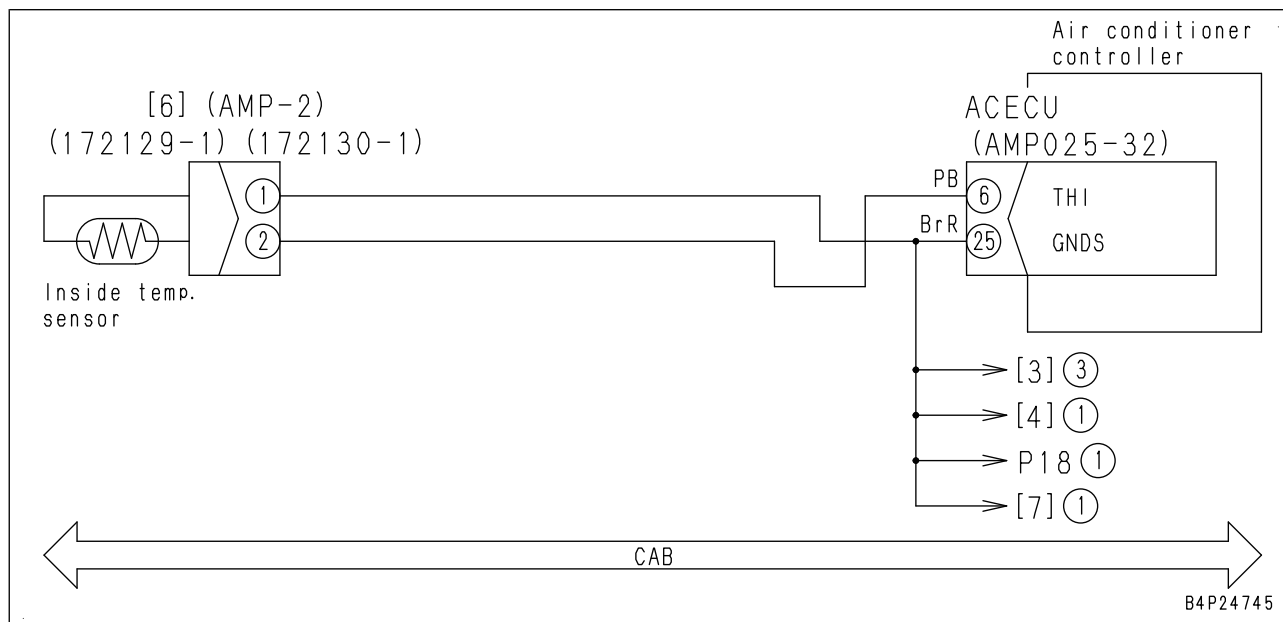 Air conditioner
controller
[6] (AMP-2)
(172129-1) (172130-1)
ACECU
(AMP025-32)
1
PB
6
THI
2
BrR
25
GNDS
Inside temp.
sensor
[3] 3
[4] 1
P18 1
[7] 1
CAB
B4P24745